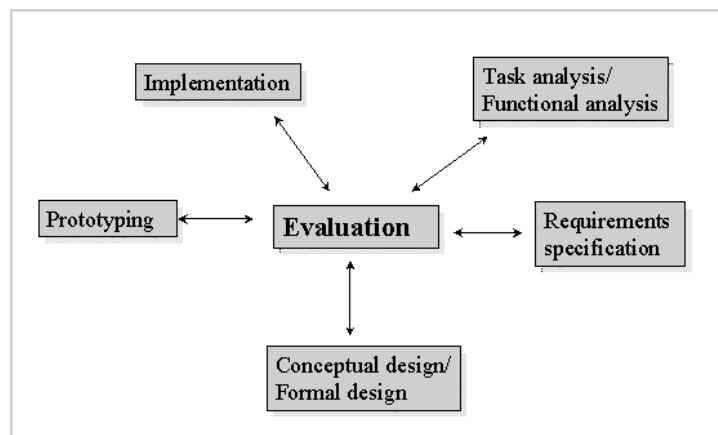 Implementation
Task analysis/
Functional analysis
Prototyping
Evaluation
Requirements
specification
Conceptual design/
Formal design